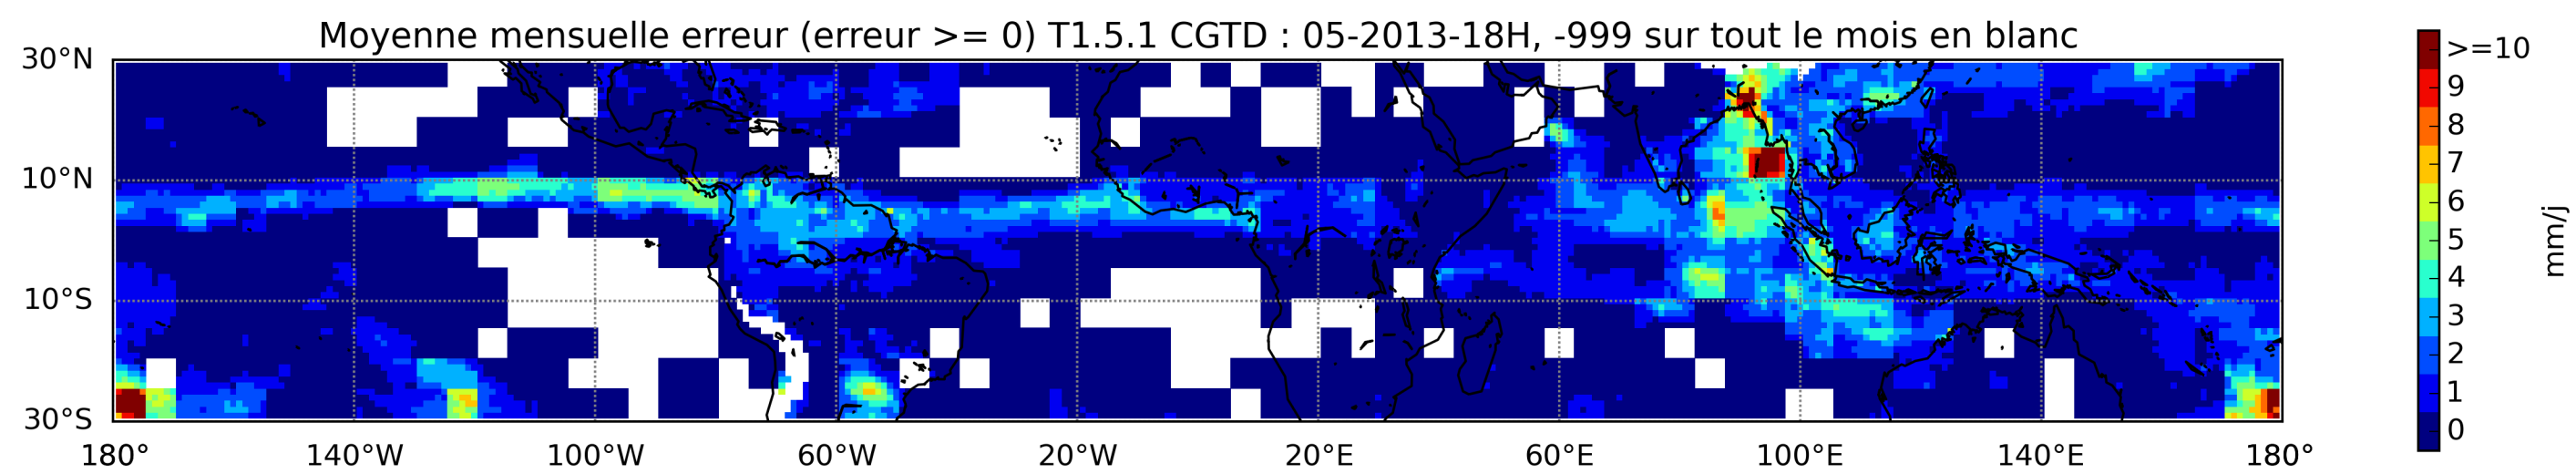 Moyenne mensuelle erreur (erreur >= 0) T1.5.1 CGTD : 05-2013-18H, -999 sur tout le mois en blanc
30°N
10°N
10°S
30°S
180°
140°W
100°W
60°W
20°W
20°E
60°E
100°E
140°E
180°
>=10
9
8
7
6
5
4
3
2
1
0
mm/j